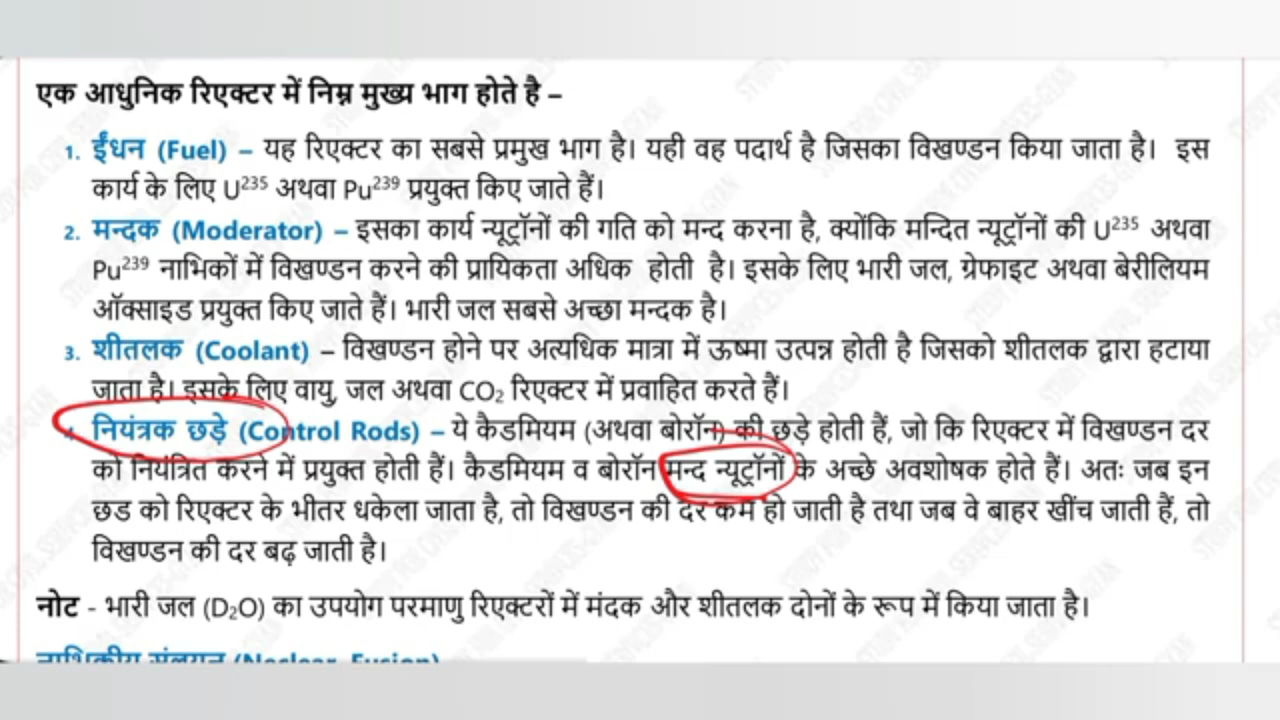 एक आधुनिक रिएक्टर में निम्न मुख्य भाग होते है –
1. ईंधन (Fuel) – यह रिएक्टर का सबसे प्रमुख भाग है। यही वह पदार्थ है जिसका विखण्डन किया जाता है। इस
कार्य के लिए U²³⁵ अथवा Pu²³⁹ प्रयुक्त किए जाते हैं।
2. मन्दक (Moderator) – इसका कार्य न्यूट्रॉनों की गति को मन्द करना है, क्योंकि मन्दित न्यूट्रॉनों की U²³⁵ अथवा
Pu²³⁹ नाभिकों में विखण्डन करने की प्रायिकता अधिक होती है। इसके लिए भारी जल, ग्रेफाइट अथवा बेरीलियम
ऑक्साइड प्रयुक्त किए जाते हैं। भारी जल सबसे अच्छा मन्दक है।
3. शीतलक (Coolant) – विखण्डन होने पर अत्यधिक मात्रा में ऊष्मा उत्पन्न होती है जिसको शीतलक द्वारा हटाया
जाता है। इसके लिए वायु, जल अथवा CO₂ रिएक्टर में प्रवाहित करते हैं।
नियंत्रक छड़े (Control Rods) – ये कैडमियम (अथवा बोरॉन) की छड़े होती हैं, जो कि रिएक्टर में विखण्डन दर
को नियंत्रित करने में प्रयुक्त होती हैं। कैडमियम व बोरॉन मन्द न्यूट्रॉनों के अच्छे अवशोषक होते हैं। अतः जब इन
छड को रिएक्टर के भीतर धकेला जाता है, तो विखण्डन की दर कम हो जाती है तथा जब वे बाहर खींच जाती हैं, तो
विखण्डन की दर बढ़ जाती है।
नोट - भारी जल (D₂O) का उपयोग परमाणु रिएक्टरों में मंदक और शीतलक दोनों के रूप में किया जाता है।
नाभिकीय संलयन (Nuclear Fusion)